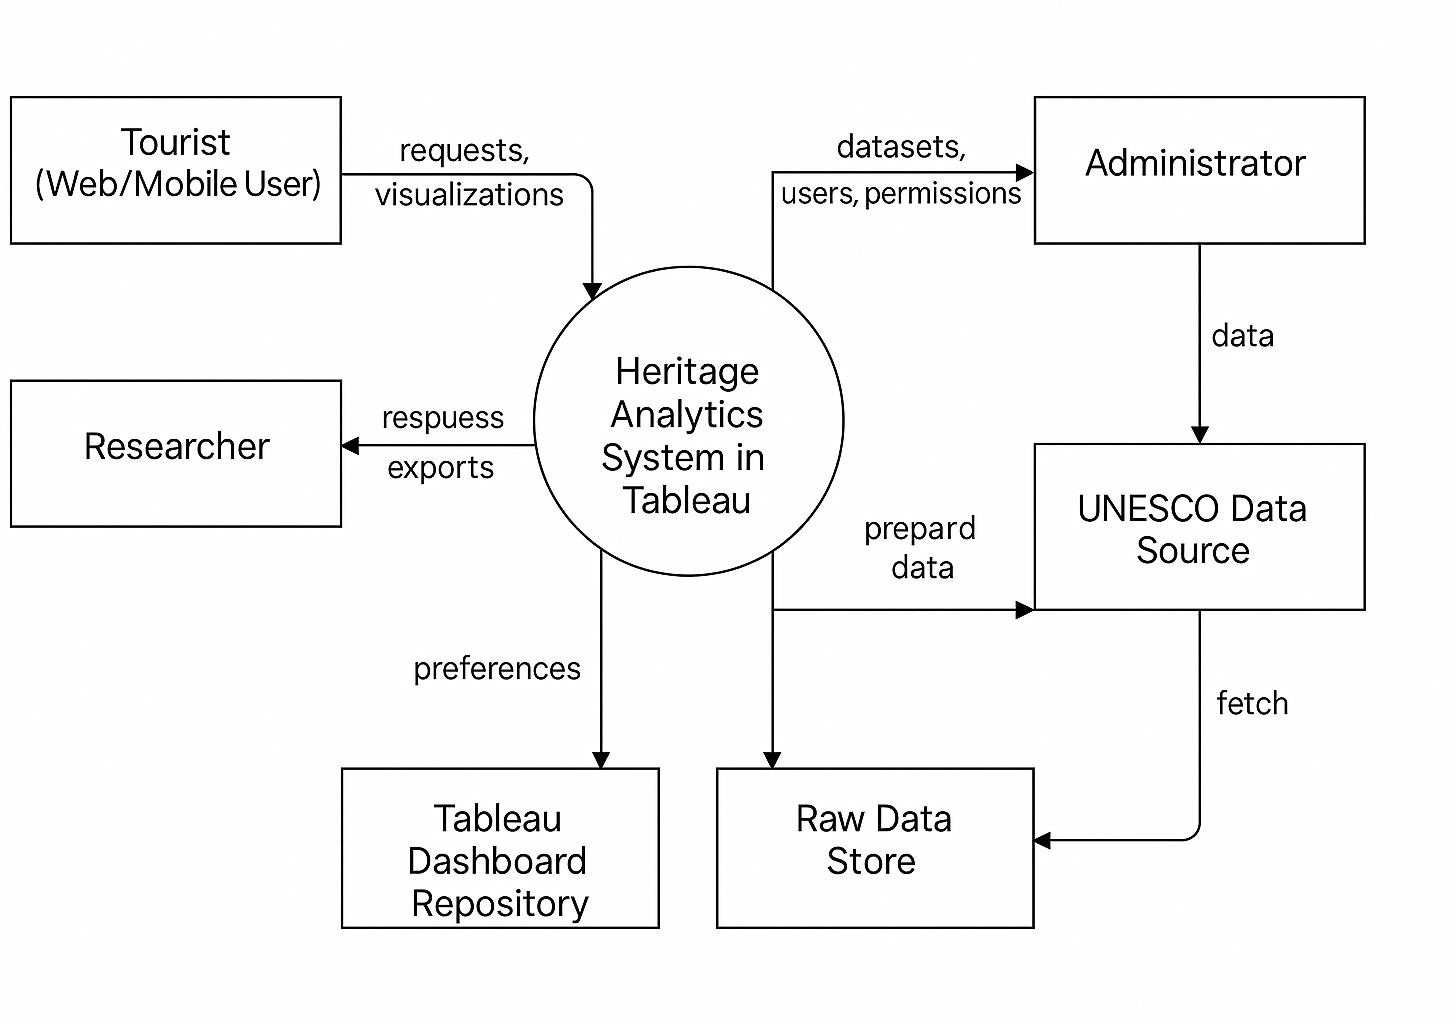 Tourist
(Web/Mobile User)
requests,
visualizations
datasets,
users, permissions
Administrator
data
Researcher
respuess
exports
Heritage
Analytics
System in
Tableau
prepard
data
UNESCO Data
Source
preferences
fetch
Tableau
Dashboard
Repository
Raw Data
Store